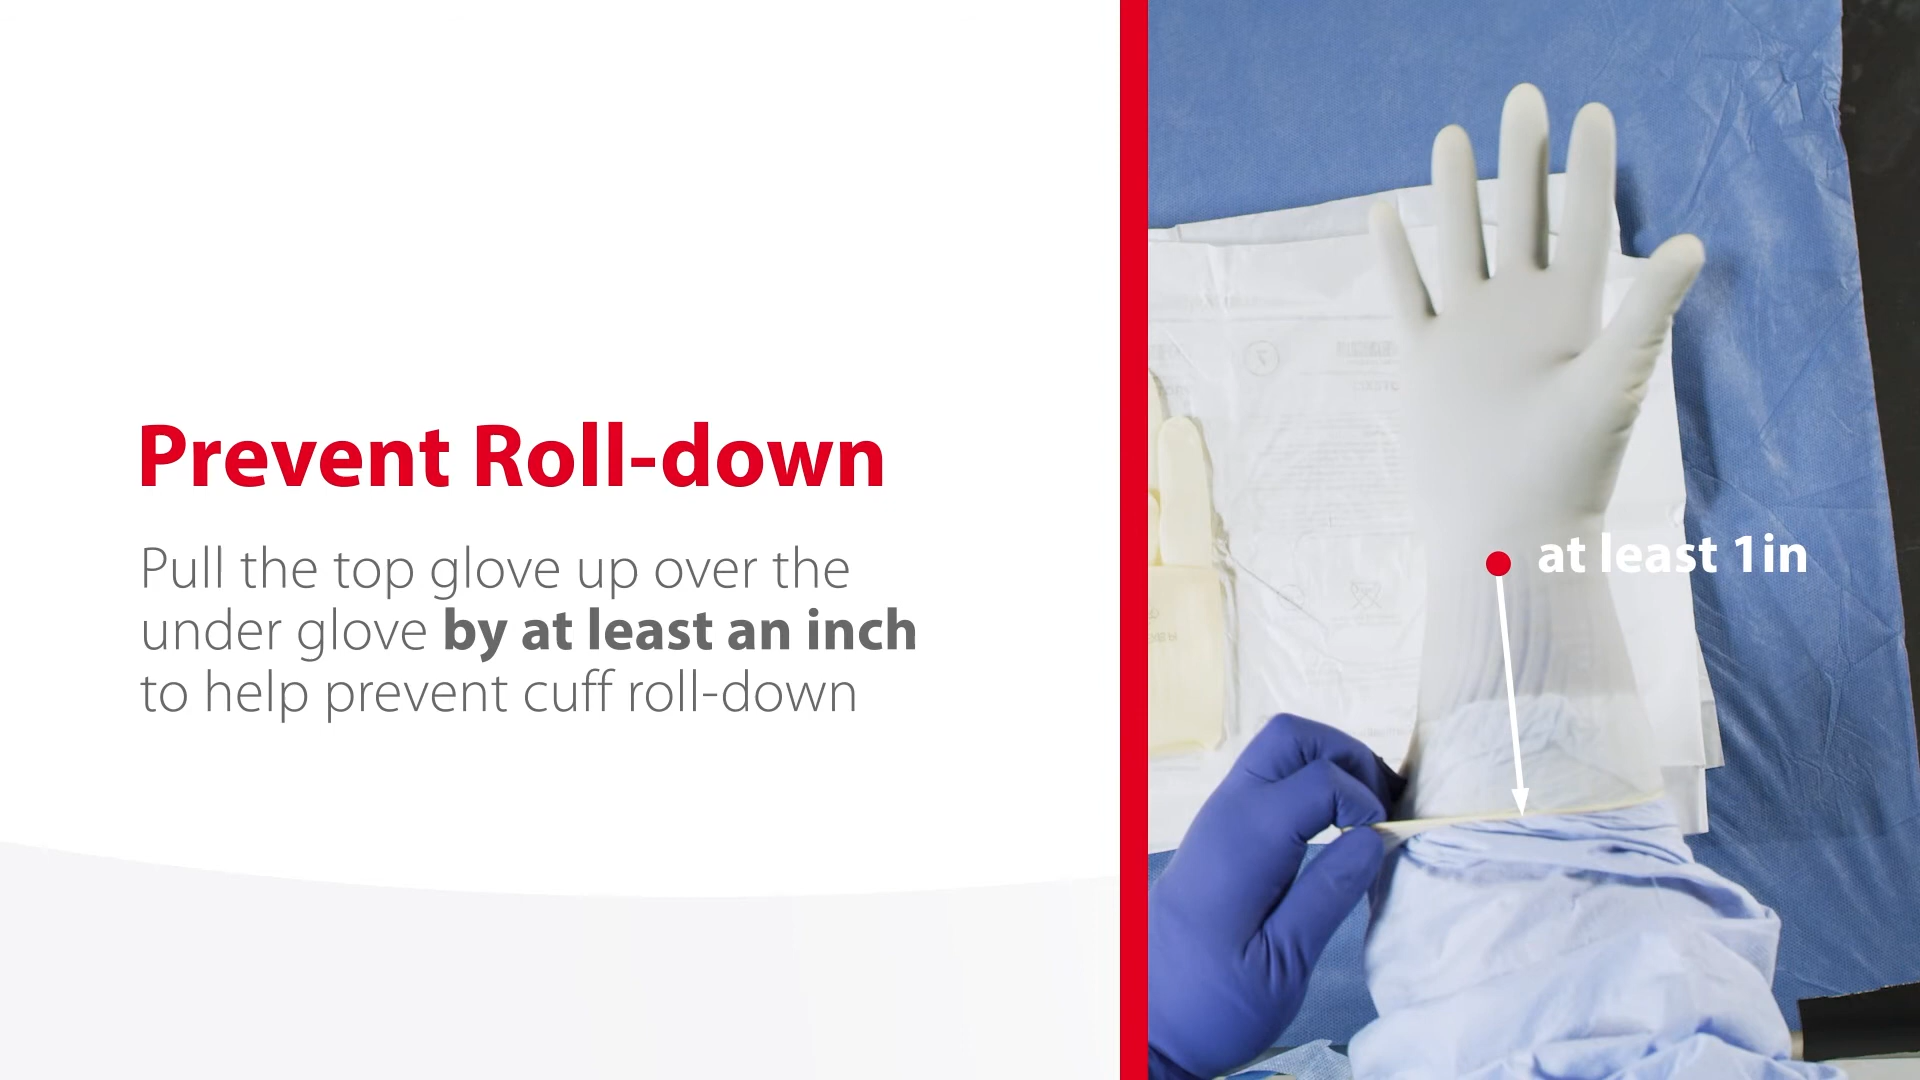 Prevent Roll-down
Pull the top glove up over the
under glove by at least an inch
to help prevent cuff roll-down
at least 1in